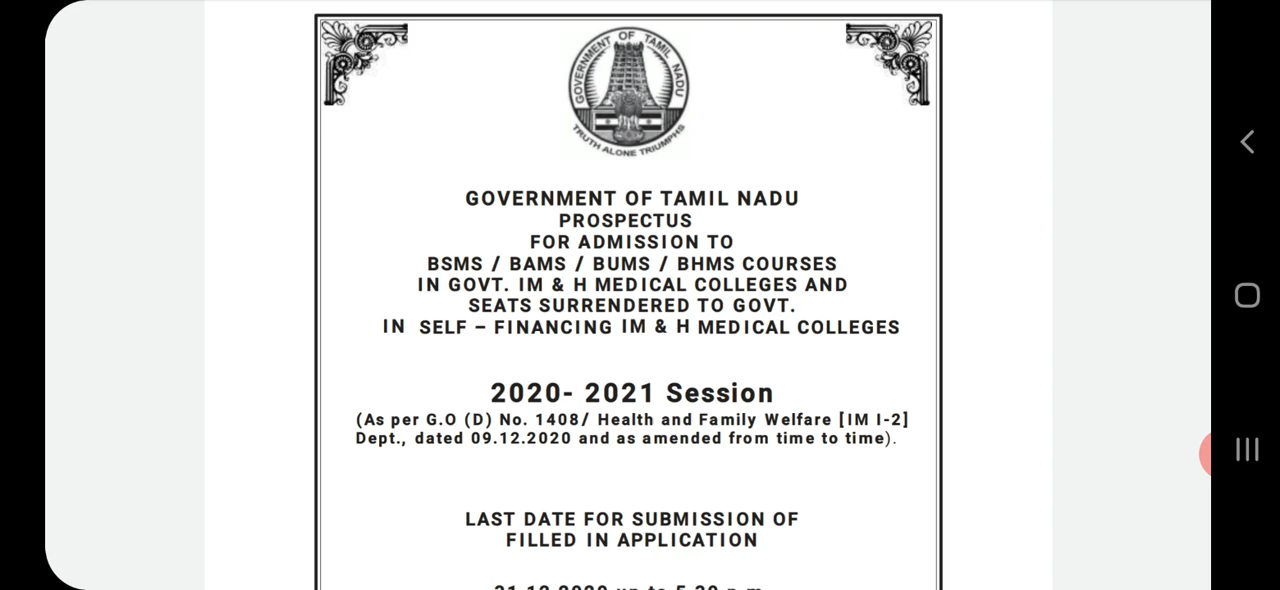 GOVERNMENT OF TAMIL NADU
TRUTH ALONE TRIUMPHS
GOVERNMENT OF TAMIL NADU
PROSPECTUS
FOR ADMISSION TO
BSMS / BAMS / BUMS / BHMS COURSES
IN GOVT. IM & H MEDICAL COLLEGES AND
SEATS SURRENDERED TO GOVT.
IN SELF – FINANCING IM & H MEDICAL COLLEGES
2020- 2021 Session
(As per G.O (D) No. 1408/ Health and Family Welfare [IM I-2]
Dept., dated 09.12.2020 and as amended from time to time).
LAST DATE FOR SUBMISSION OF
FILLED IN APPLICATION